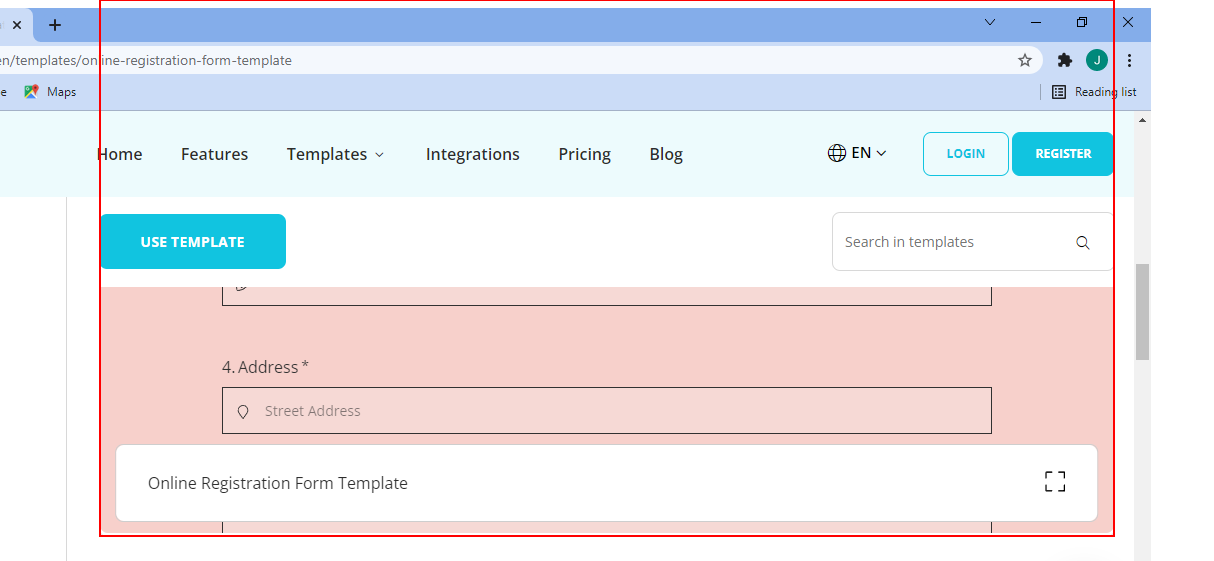 en/templates/online-registration-form-template
J
e Maps Reading list
Home Features Templates Integrations Pricing Blog EN LOGIN REGISTER
USE TEMPLATE Search in templates
4. Address *
Street Address
Online Registration Form Template